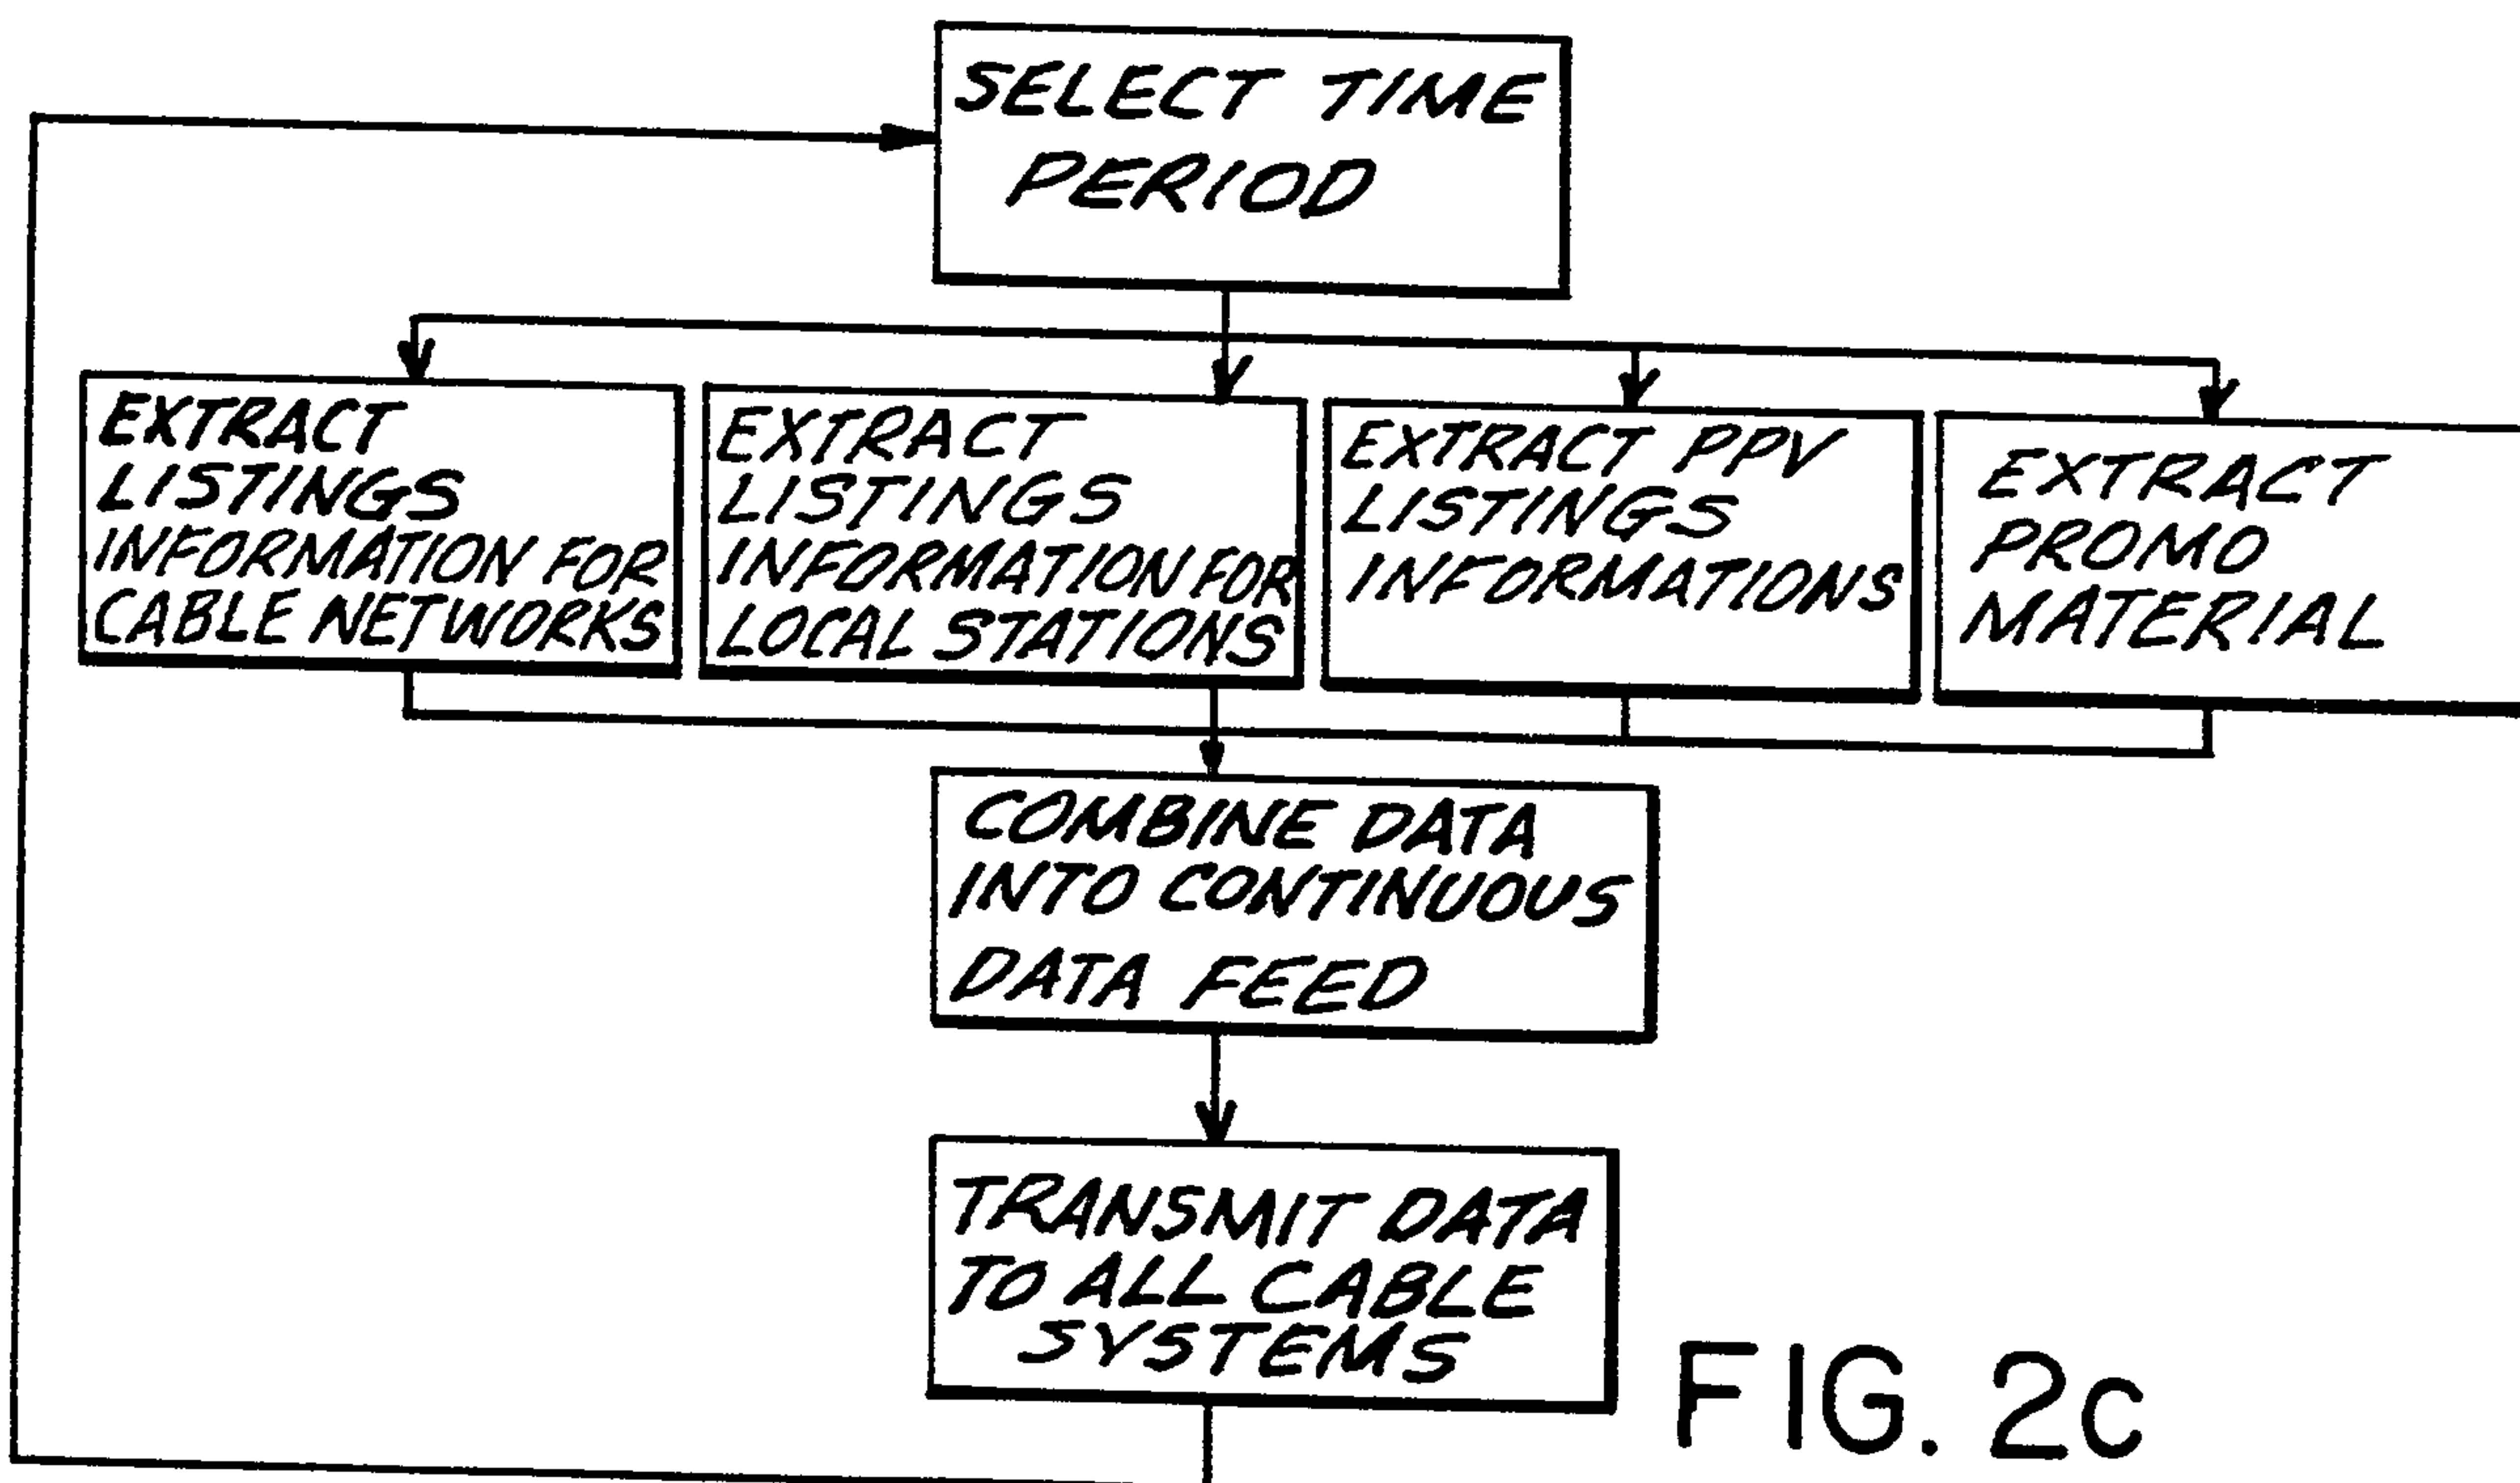 SELECT TIME
PERIOD
EXTRACT
LISTINGS
INFORMATION FOR
CABLE NETWORKS
EXTRACT
LISTINGS
INFORMATION FOR
LOCAL STATIONS
EXTRACT PPV
LISTINGS
INFORMATIONS
EXTRACT
PROMO
MATERIAL
COMBINE DATA
INTO CONTINUOUS
DATA FEED
TRANSMIT DATA
TO ALL CABLE
SYSTEMS
FIG. 2c